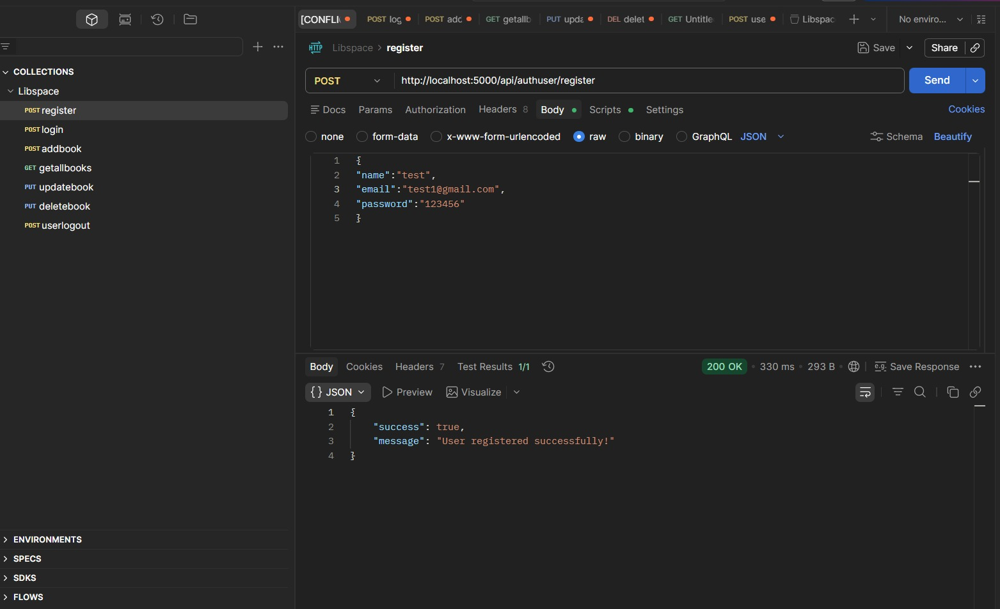 [CONFLI
POST log
POST add
GET getallb
PUT upda
DEL delet
GET Untitle
POST use
Libspac
No enviro...
Libspace > register
Save
Share
COLLECTIONS
Libspace
POST register
POST login
POST addbook
GET getallbooks
PUT updatebook
PUT deletebook
POST userlogout
ENVIRONMENTS
SPECS
SDKS
FLOWS
HTTP
POST
http://localhost:5000/api/authuser/register
Send
Docs Params Authorization Headers 8 Body Scripts Settings
Cookies
none form-data x-www-form-urlencoded raw binary GraphQL JSON
Schema Beautify
1 {
2 "name":"test",
3 "email":"test1@gmail.com",
4 "password":"123456"
5 }
Body Cookies Headers 7 Test Results 1/1
200 OK • 330 ms • 293 B • e.g. Save Response
{} JSON Preview Visualize
1 {
2 "success": true,
3 "message": "User registered successfully!"
4 }